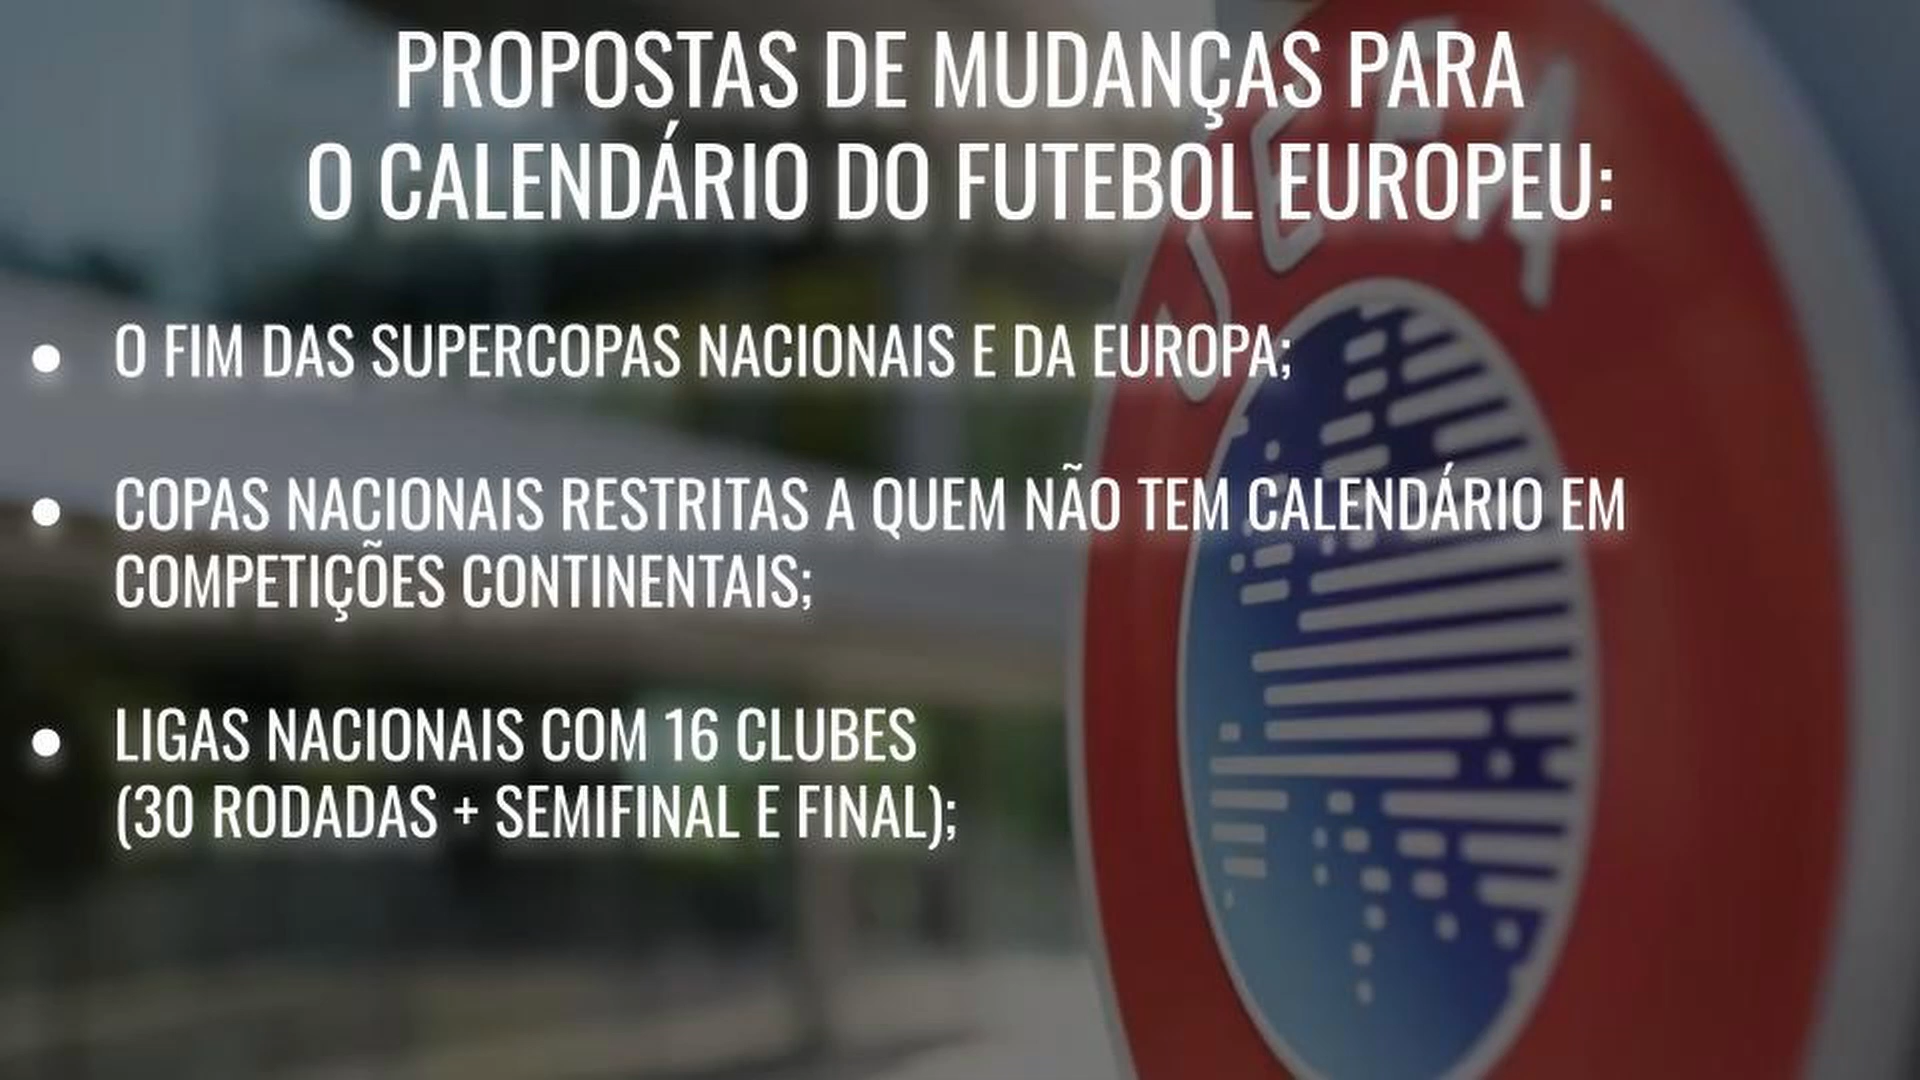 PROPOSTAS DE MUDANÇAS PARA
O CALENDÁRIO DO FUTEBOL EUROPEU:
UEFA
• O FIM DAS SUPERCOPAS NACIONAIS E DA EUROPA;
• COPAS NACIONAIS RESTRITAS A QUEM NÃO TEM CALENDÁRIO EM
COMPETIÇÕES CONTINENTAIS;
• LIGAS NACIONAIS COM 16 CLUBES
(30 RODADAS + SEMIFINAL E FINAL);